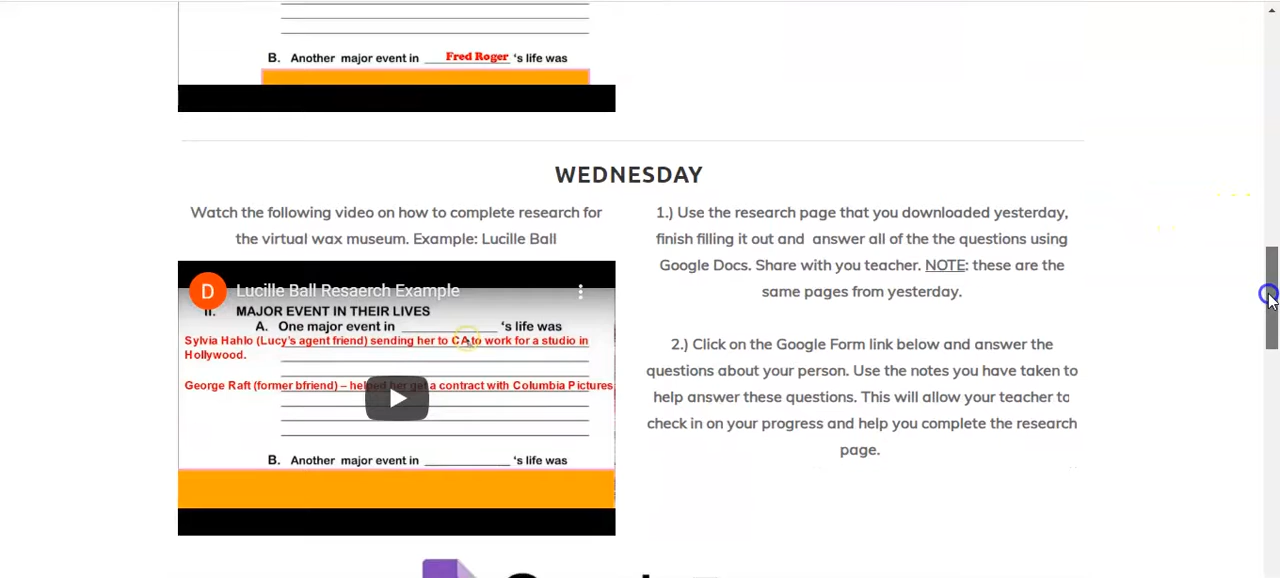 B. Another major event in Fred Roger 's life was
WEDNESDAY
Watch the following video on how to complete research for
the virtual wax museum. Example: Lucille Ball
D Lucille Ball Resaerch Example
II. MAJOR EVENT IN THEIR LIVES
A. One major event in ____________ 's life was
Sylvia Hahlo (Lucy's agent friend) sending her to CA to work for a studio in
Hollywood.
George Raft (former bfriend) – helped her get a contract with Columbia Pictures
B. Another major event in ____________ 's life was
1.) Use the research page that you downloaded yesterday,
finish filling it out and answer all of the the questions using
Google Docs. Share with you teacher. NOTE: these are the
same pages from yesterday.
2.) Click on the Google Form link below and answer the
questions about your person. Use the notes you have taken to
help answer these questions. This will allow your teacher to
check in on your progress and help you complete the research
page.